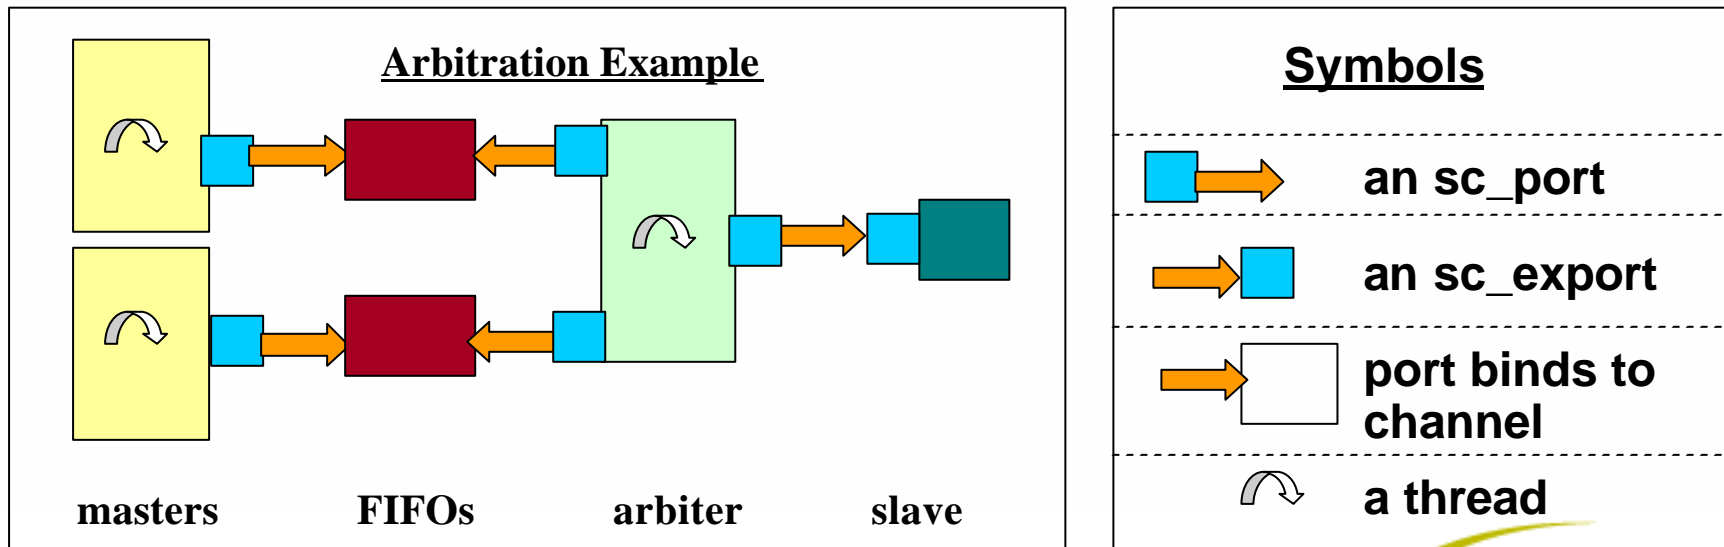 Arbitration Example
masters FIFOs arbiter slave
Symbols
an sc_port
an sc_export
port binds to
channel
a thread